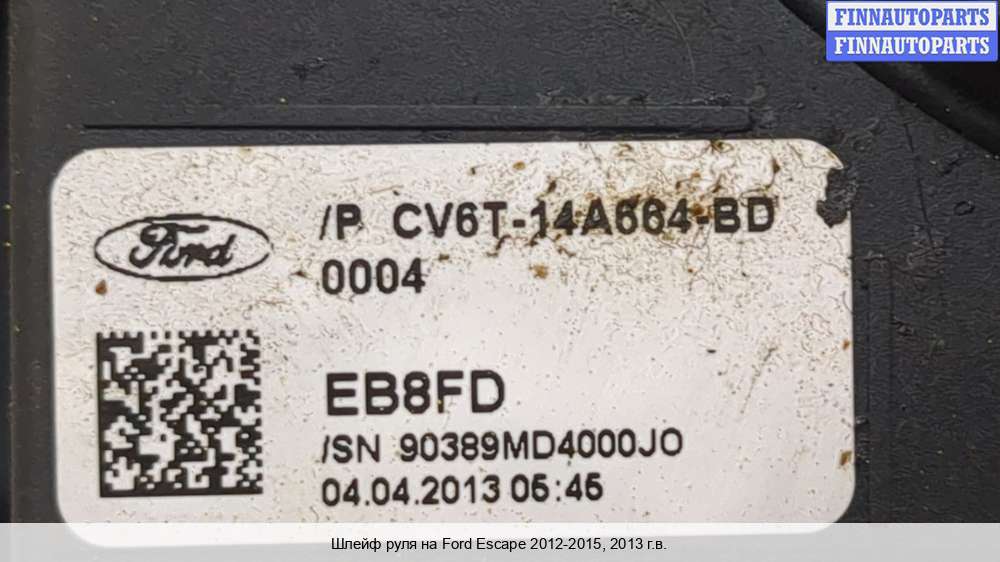 FINNAUTOPARTS
FINNAUTOPARTS
/P CV6T-14A664-BD
Ford
0004
EB8FD
/SN 90389MD4000JO
04.04.2013 05:45
Шлейф руля на Ford Escape 2012-2015, 2013 г.в.